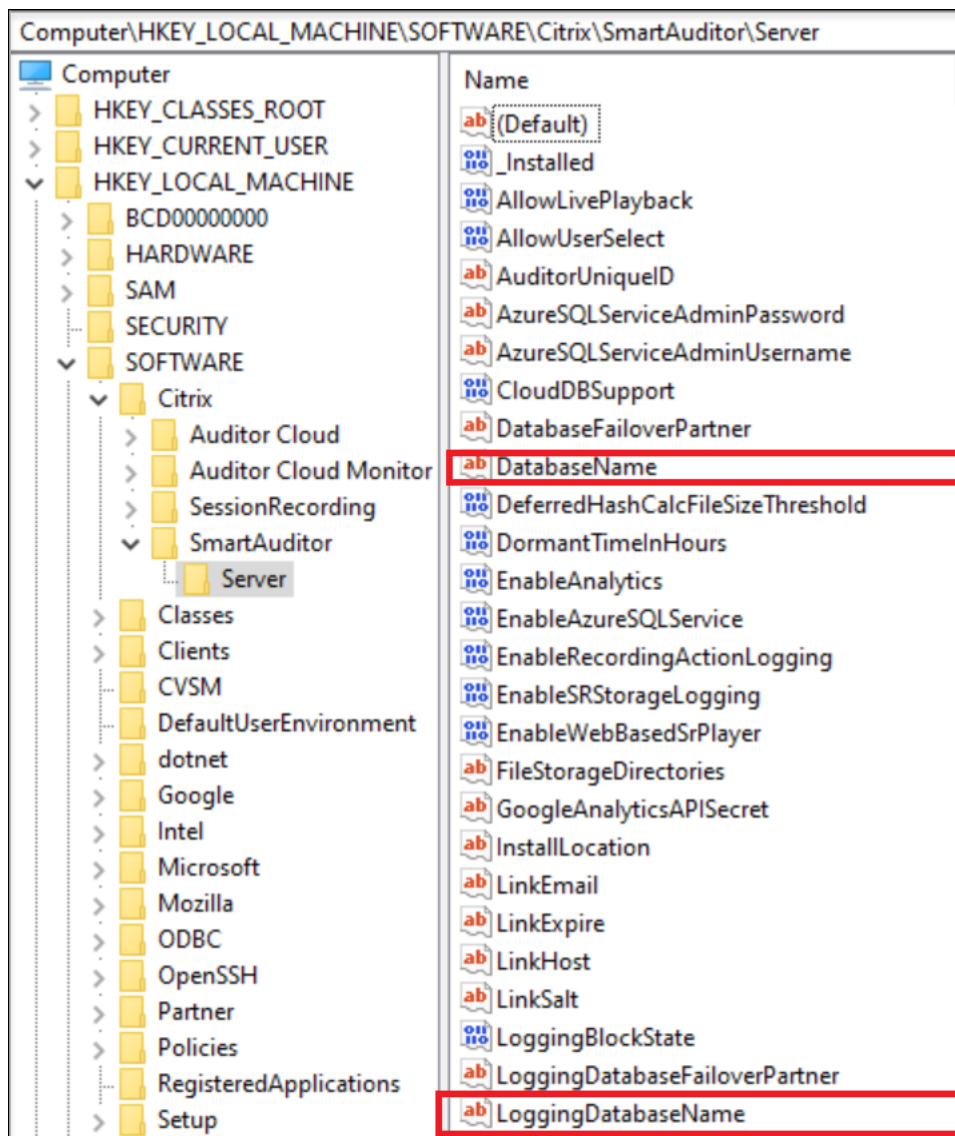 Computer\HKEY_LOCAL_MACHINE\SOFTWARE\Citrix\SmartAuditor\Server
Computer
HKEY_CLASSES_ROOT
HKEY_CURRENT_USER
HKEY_LOCAL_MACHINE
BCD00000000
HARDWARE
SAM
SECURITY
SOFTWARE
Citrix
Auditor Cloud
Auditor Cloud Monitor
SessionRecording
SmartAuditor
Server
Classes
Clients
CVSM
DefaultUserEnvironment
dotnet
Google
Intel
Microsoft
Mozilla
ODBC
OpenSSH
Partner
Policies
RegisteredApplications
Setup
Name
(Default)
_Installed
AllowLivePlayback
AllowUserSelect
AuditorUniqueID
AzureSQLServiceAdminPassword
AzureSQLServiceAdminUsername
CloudDBSupport
DatabaseFailoverPartner
DatabaseName
DeferredHashCalcFileSizeThreshold
DormantTimeInHours
EnableAnalytics
EnableAzureSQLService
EnableRecordingActionLogging
EnableSRStorageLogging
EnableWebBasedSrPlayer
FileStorageDirectories
GoogleAnalyticsAPISecret
InstallLocation
LinkEmail
LinkExpire
LinkHost
LinkSalt
LoggingBlockState
LoggingDatabaseFailoverPartner
LoggingDatabaseName